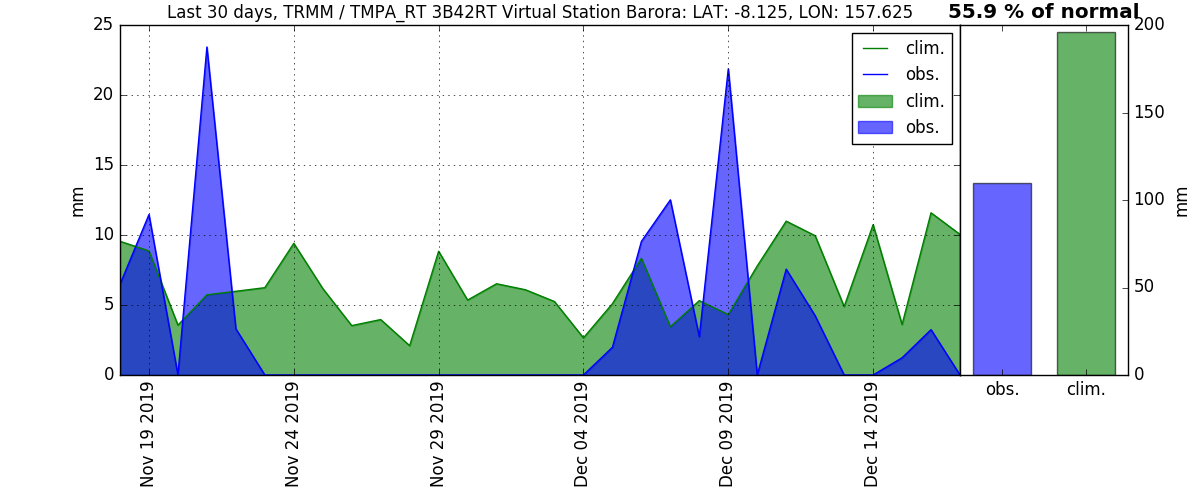 Last 30 days, TRMM / TMPA_RT 3B42RT Virtual Station Barora: LAT: -8.125, LON: 157.625
55.9 % of normal
25
20
15
10
5
0
mm
clim.
obs.
clim.
obs.
Nov 19 2019
Nov 24 2019
Nov 29 2019
Dec 04 2019
Dec 09 2019
Dec 14 2019
200
150
100
50
0
mm
obs.
clim.